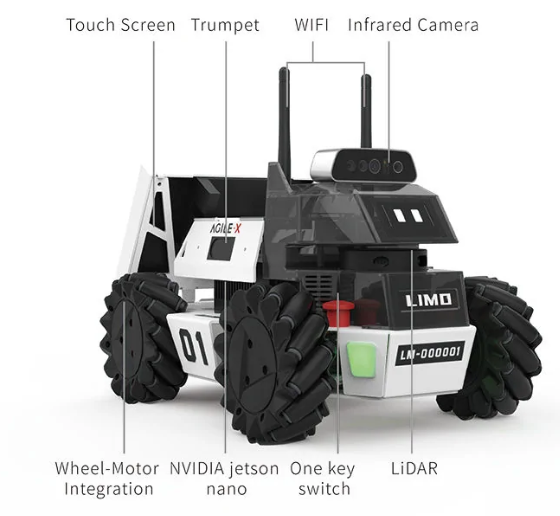 Touch Screen
Trumpet
WIFI
Infrared Camera
AGILE·X
LIMO
01
LM-000001
Wheel-Motor
Integration
NVIDIA jetson
nano
One key
switch
LiDAR